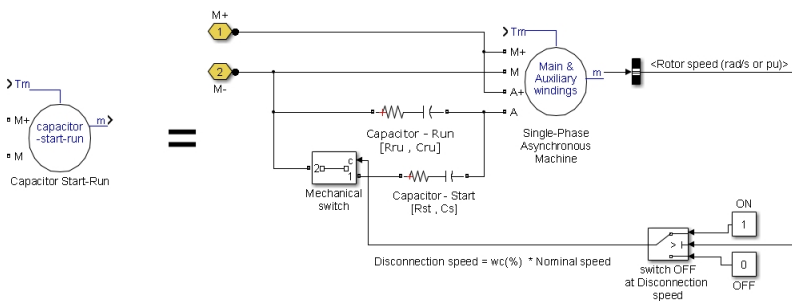 Tm
M+
M
capacitor
-start-run
m
Capacitor Start-Run
=
M+
1
2
M-
Tm
M+
M
A+
A
Main &
Auxiliary
windings
m
<Rotor speed (rad/s or pu)>
Single-Phase
Asynchronous
Machine
Capacitor - Run
[Rru , Cru]
2
c
1
Mechanical
switch
Capacitor - Start
[Rst , Cs]
Disconnection speed = wc(%) * Nominal speed
>
switch OFF
at Disconnection
speed
ON
1
0
OFF